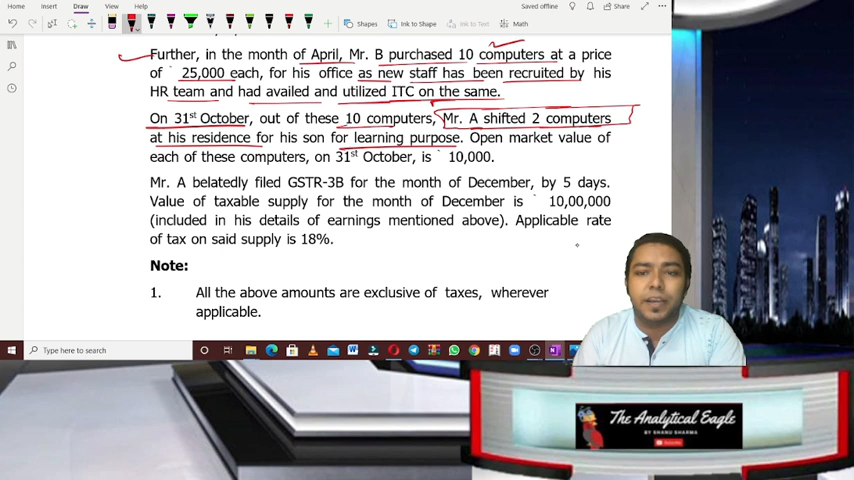 Home Insert Draw View Help
Saved offline
Shapes Ink to Text Ink to Text Math
Further, in the month of April, Mr. B purchased 10 computers at a price
of ` 25,000 each, for his office as new staff has been recruited by his
HR team and had availed and utilized ITC on the same.
On 31st October, out of these 10 computers, Mr. A shifted 2 computers
at his residence for his son for learning purpose. Open market value of
each of these computers, on 31st October, is ` 10,000.
Mr. A belatedly filed GSTR-3B for the month of December, by 5 days.
Value of taxable supply for the month of December is ` 10,00,000
(included in his details of earnings mentioned above). Applicable rate
of tax on said supply is 18%.
Note:
1. All the above amounts are exclusive of taxes, wherever
applicable.
Type here to search
The Analytical Eagle
BY SHANU SHARMA